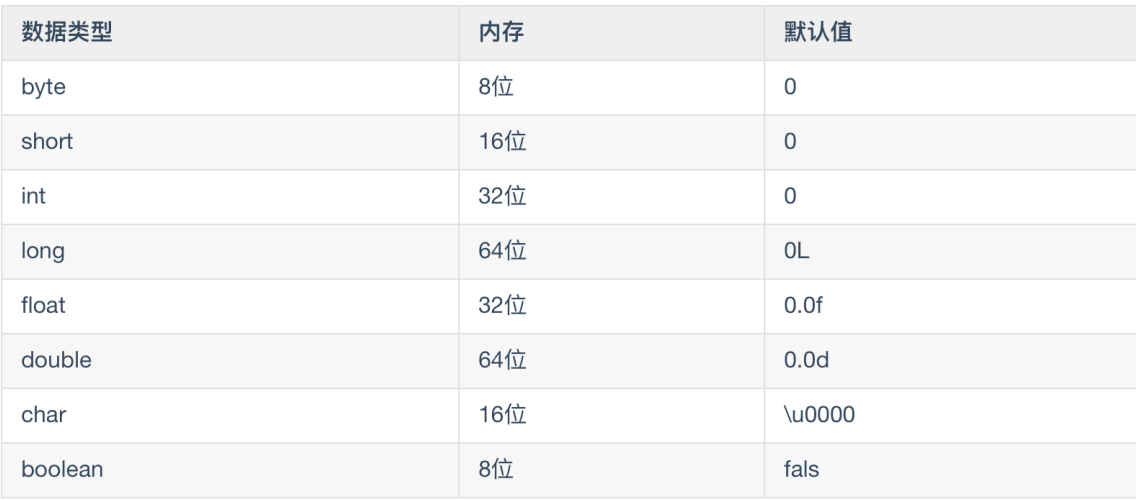 数据类型 内存 默认值
byte 8位 0
short 16位 0
int 32位 0
long 64位 0L
float 32位 0.0f
double 64位 0.0d
char 16位 \u0000
boolean 8位 fals